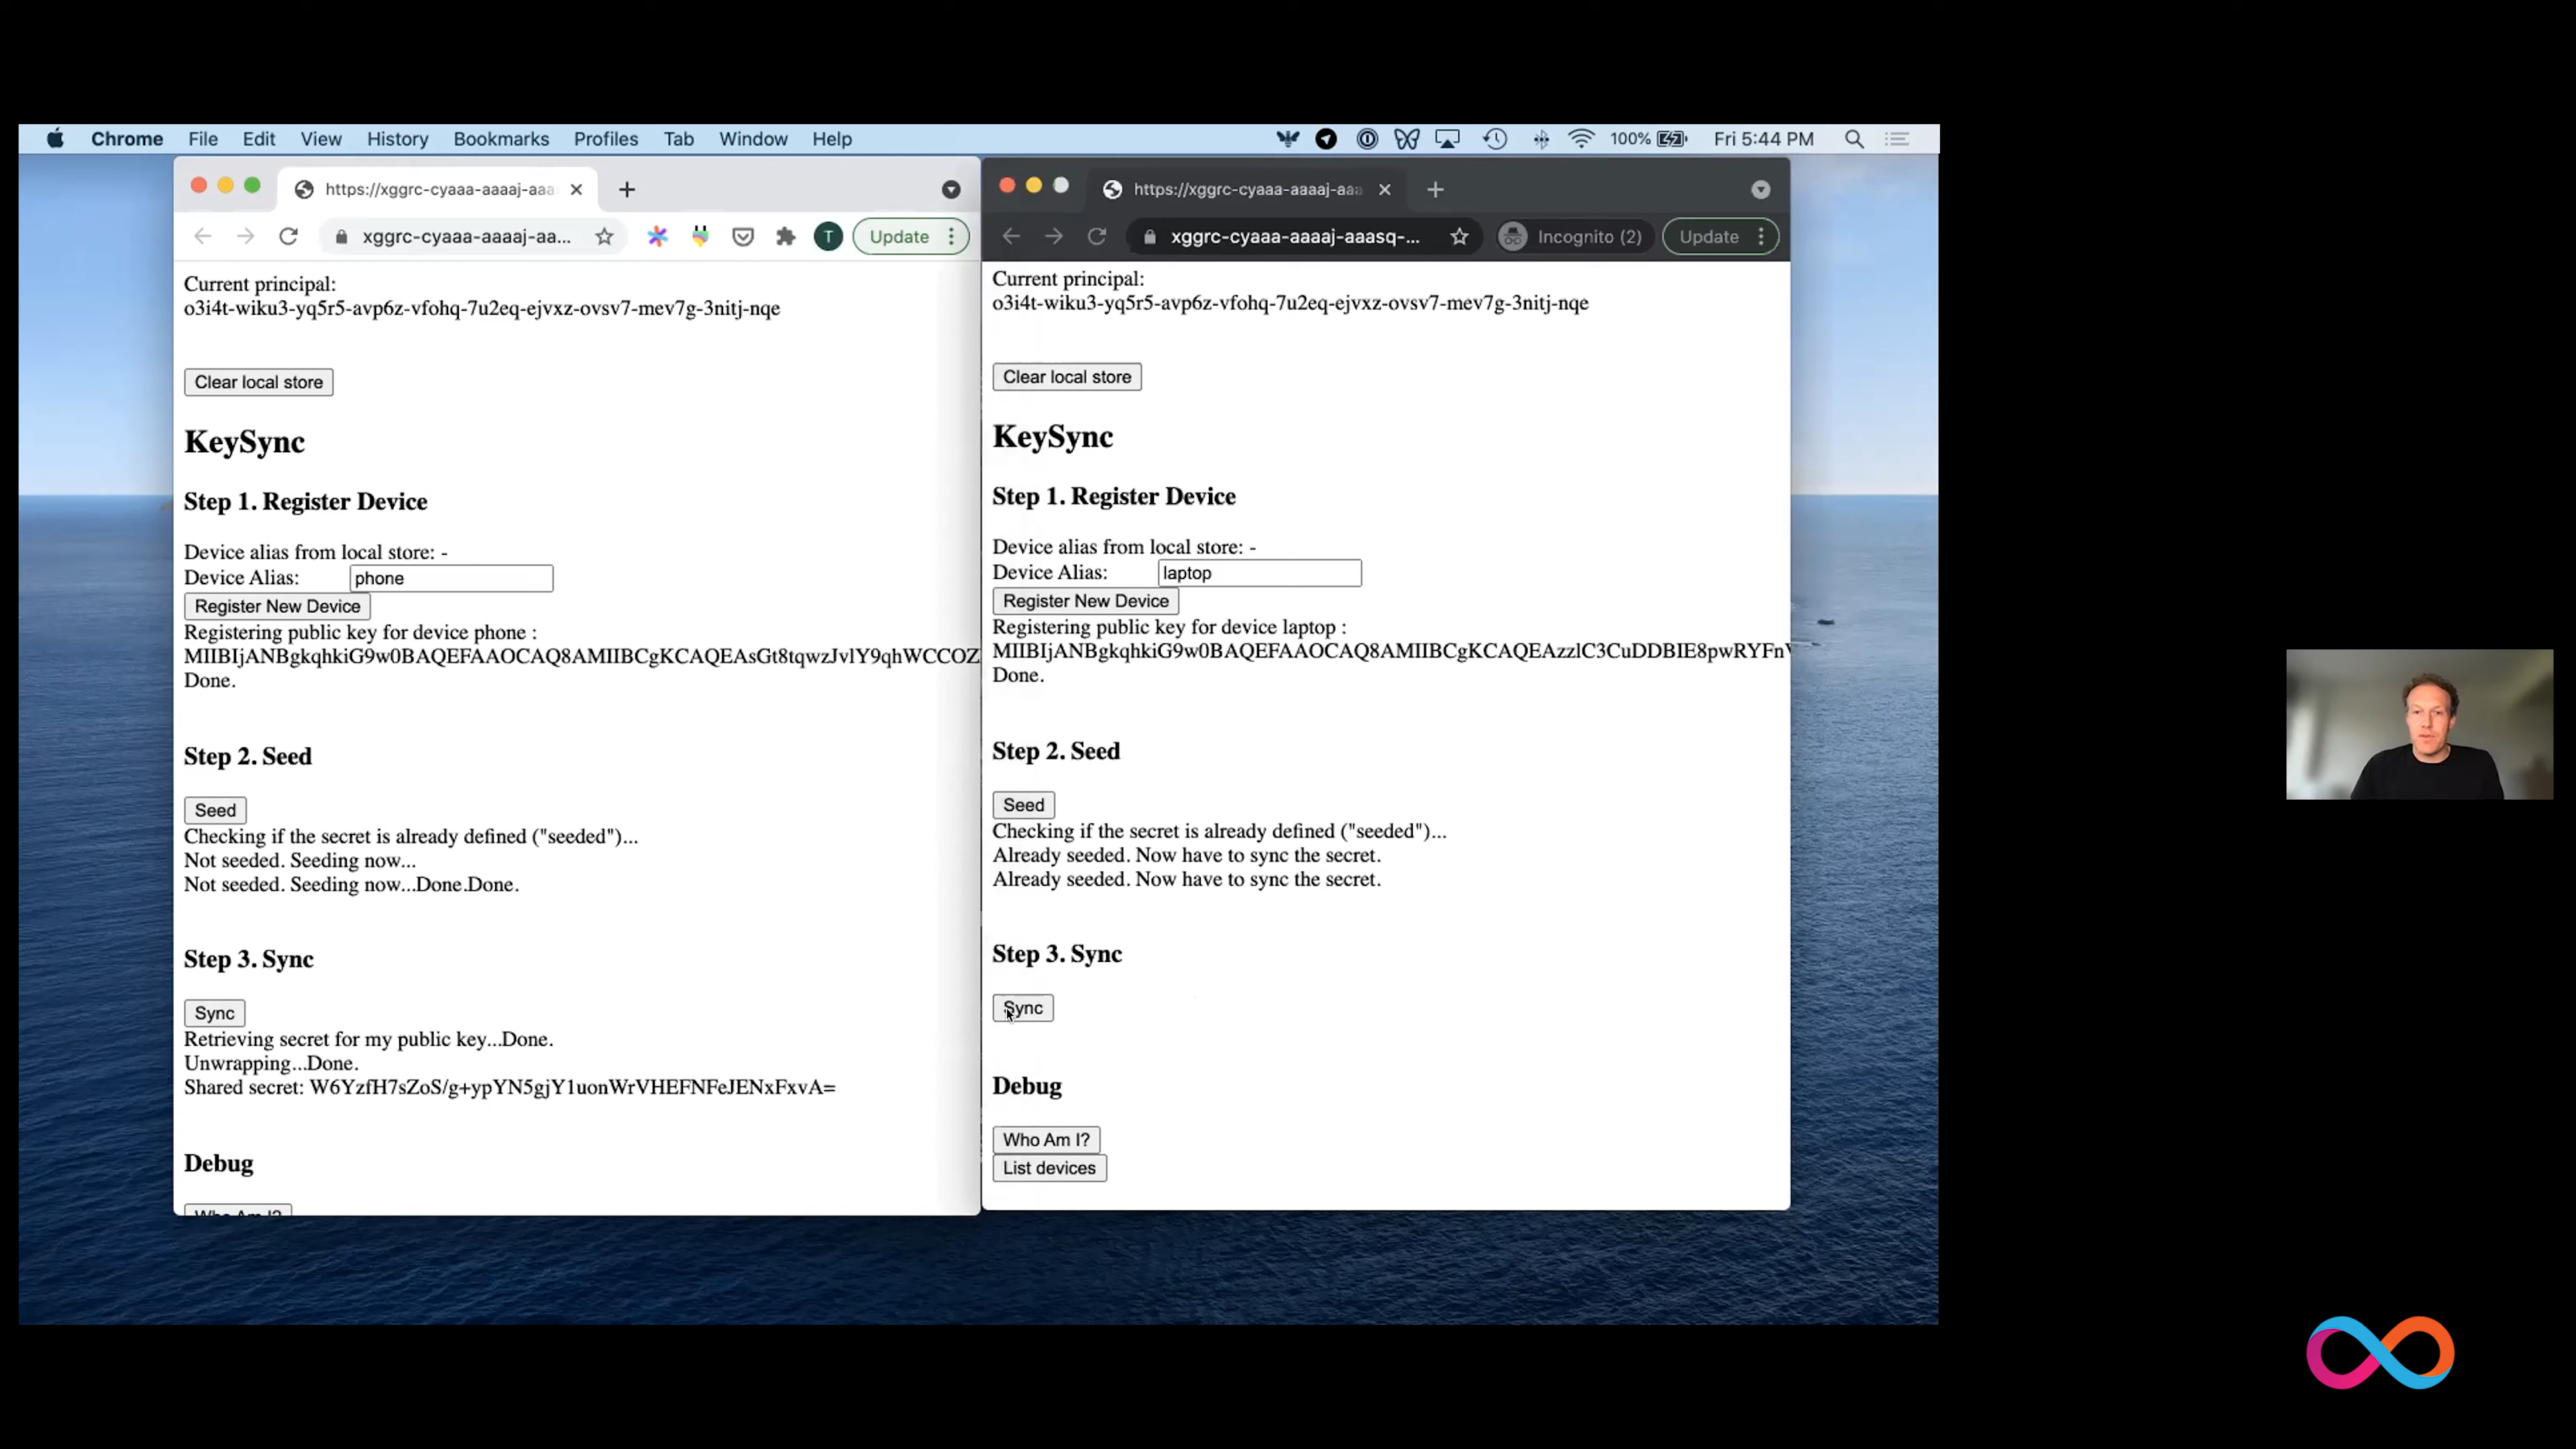 Chrome File Edit View History Bookmarks Profiles Tab Window Help 100% Fri 5:44 PM
https://xggrc-cyaaa-aaaaj-aaa
xggrc-cyaaa-aaaaj-aa... T Update
Current principal:
o3i4t-wiku3-yq5r5-avp6z-vfohq-7u2eq-ejvxz-ovsv7-mev7g-3nitj-nqe
Clear local store
KeySync
Step 1. Register Device
Device alias from local store: -
Device Alias: phone
Register New Device
Registering public key for device phone :
MIIBIjANBgkqhkiG9w0BAQEFAAOCAQ8AMIIBCgKCAQEAsGt8tqwzJvlY9qhWCCOZ
Done.
Step 2. Seed
Seed
Checking if the secret is already defined ("seeded")...
Not seeded. Seeding now...
Not seeded. Seeding now...Done.Done.
Step 3. Sync
Sync
Retrieving secret for my public key...Done.
Unwrapping...Done.
Shared secret: W6YzfH7sZoS/g+ypYN5gjY1uonWrVHEFNFeJENxFxvA=
Debug
Who Am I?
https://xggrc-cyaaa-aaaaj-aaa
xggrc-cyaaa-aaaaj-aaasq-... Incognito (2) Update
Current principal:
o3i4t-wiku3-yq5r5-avp6z-vfohq-7u2eq-ejvxz-ovsv7-mev7g-3nitj-nqe
Clear local store
KeySync
Step 1. Register Device
Device alias from local store: -
Device Alias: laptop
Register New Device
Registering public key for device laptop :
MIIBIjANBgkqhkiG9w0BAQEFAAOCAQ8AMIIBCgKCAQEAzzlC3CuDDBIE8pwRYFnV
Done.
Step 2. Seed
Seed
Checking if the secret is already defined ("seeded")...
Already seeded. Now have to sync the secret.
Already seeded. Now have to sync the secret.
Step 3. Sync
Sync
Debug
Who Am I?
List devices